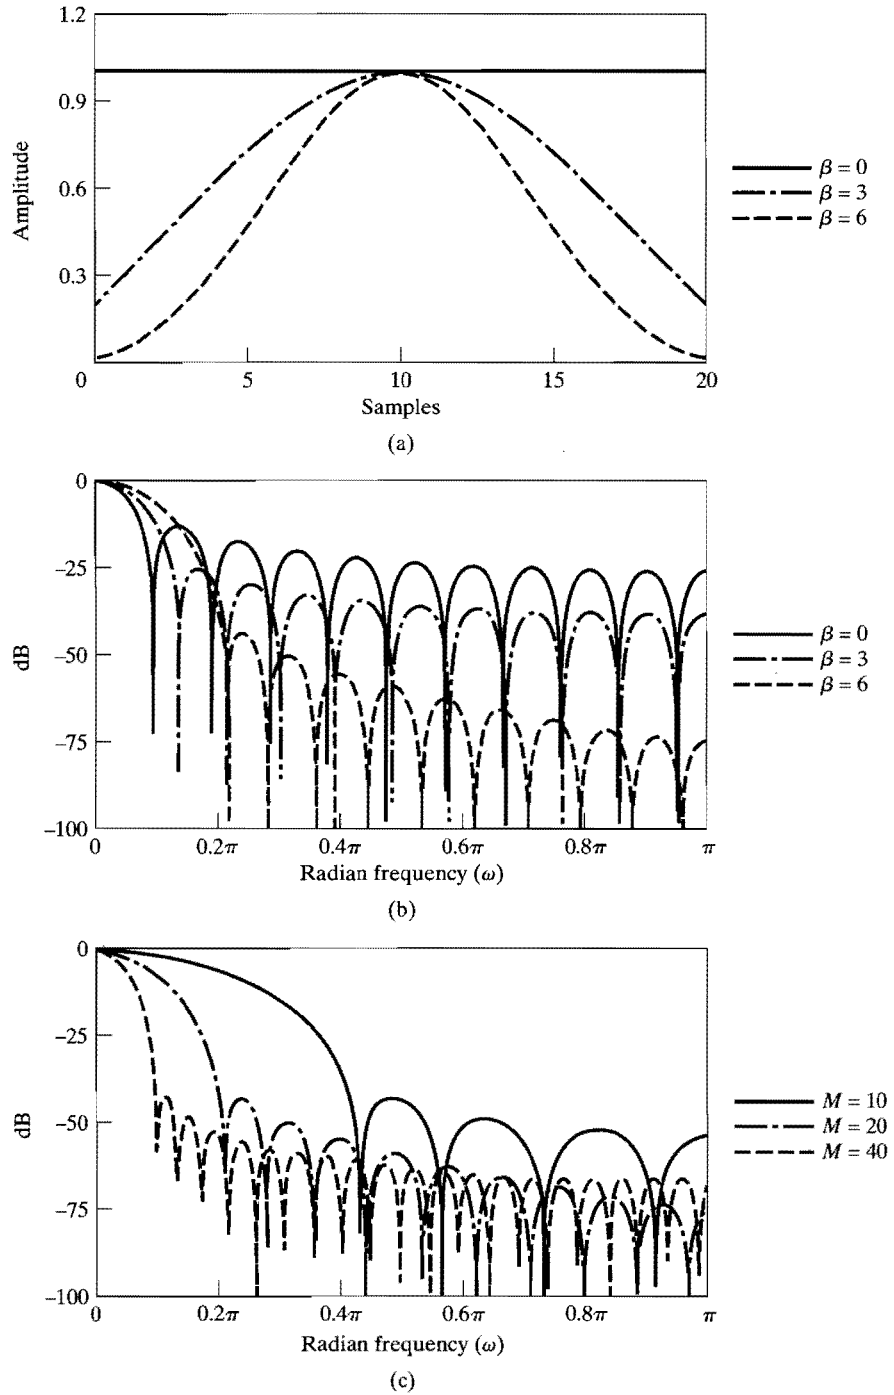 1.2
0.9
0.6
0.3
Amplitude
0
5
10
15
20
Samples
β = 0
β = 3
β = 6
(a)
0
−25
−50
−75
−100
dB
0
0.2π
0.4π
0.6π
0.8π
π
Radian frequency (ω)
β = 0
β = 3
β = 6
(b)
0
−25
−50
−75
−100
dB
0
0.2π
0.4π
0.6π
0.8π
π
Radian frequency (ω)
M = 10
M = 20
M = 40
(c)